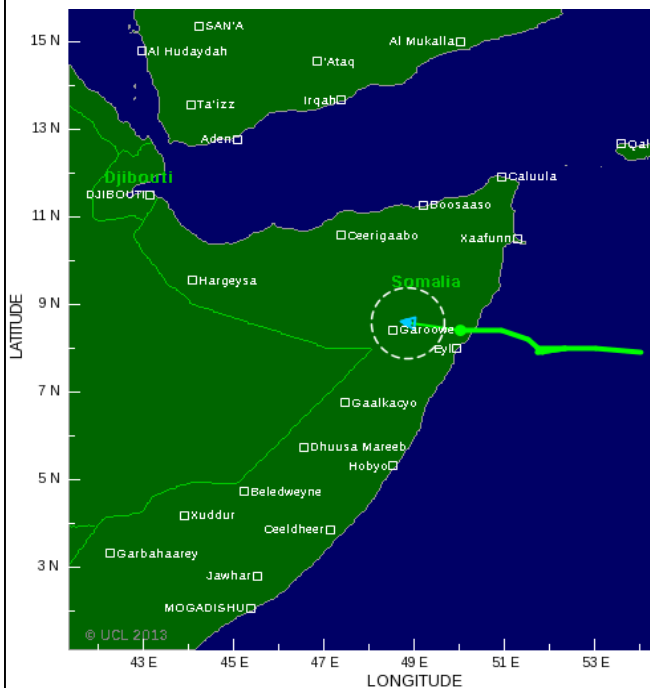 15 N
SAN'A
Al Mukalla
Al Hudaydah
'Ataq
Ta'izz
Irqah
13 N
Aden
Qal
Djibouti
DJIBOUTI
Caluula
11 N
Boosaaso
Ceerigaabo
Xaafuun
Hargeysa
Somalia
9 N
Garoowe
Eyl
LATITUDE
7 N
Gaalkacyo
Dhuusa Mareeb
Hobyo
5 N
Beledweyne
Xuddur
Ceeldheer
Garbahaarey
3 N
Jawhar
MOGADISHU
© UCL 2013
43 E
45 E
47 E
49 E
51 E
53 E
LONGITUDE